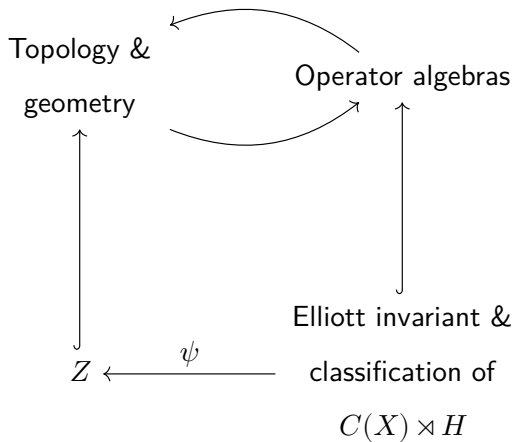 Topology &
geometry
Operator algebras
Elliott invariant &
classification of
C(X) ⋊ H
ψ
Z